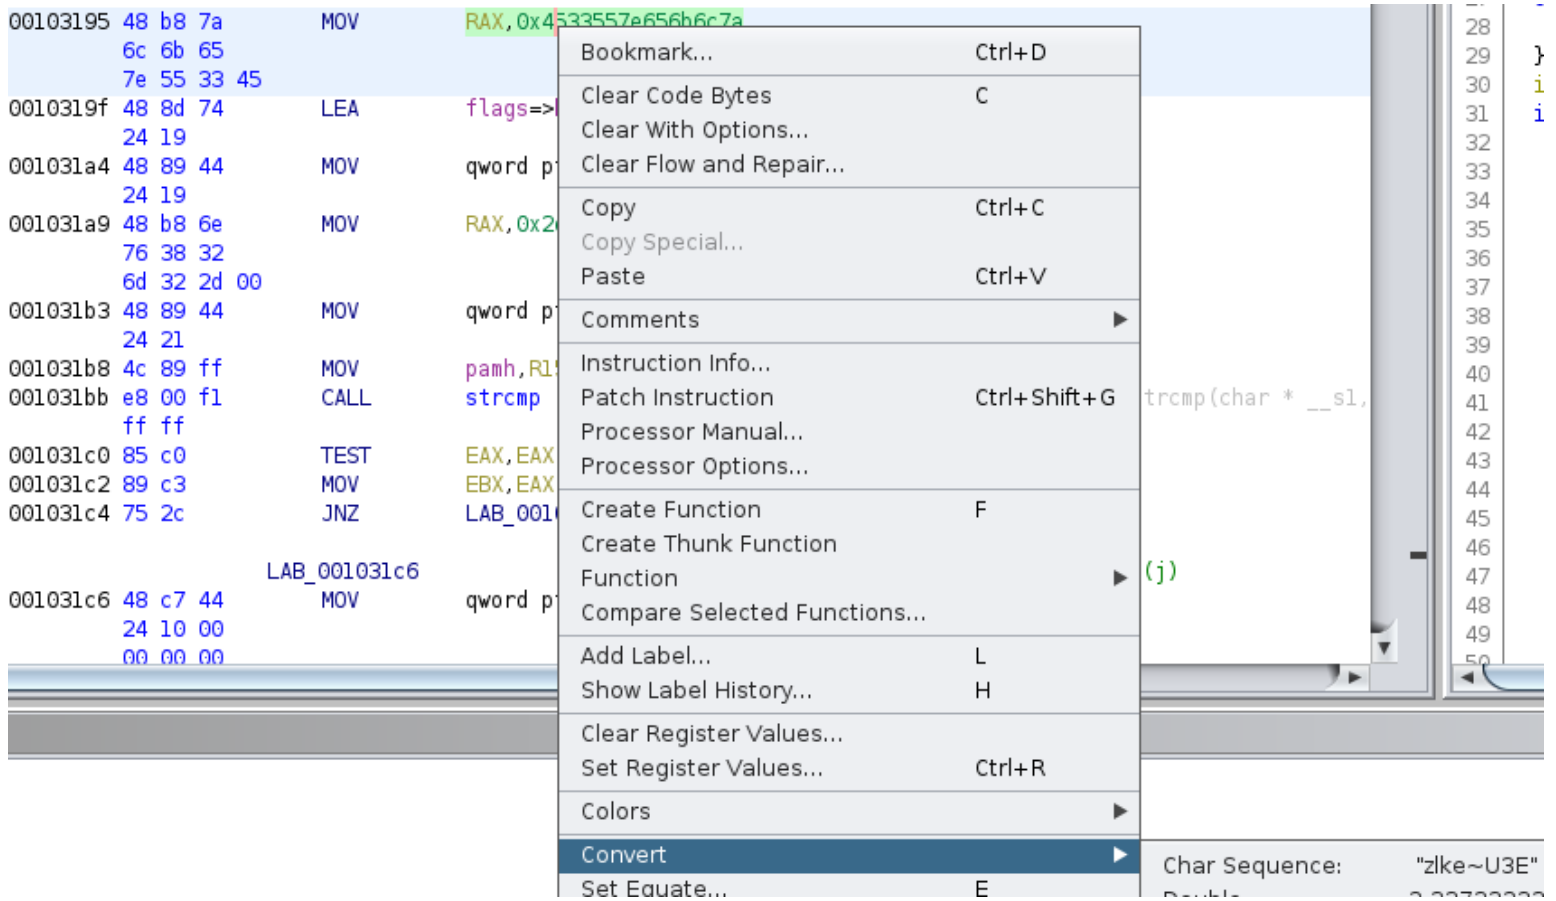 00103195 48 b8 7a MOV RAX,0x4533557e656b6c7a
6c 6b 65
7e 55 33 45
0010319f 48 8d 74 LEA flags=>
24 19
001031a4 48 89 44 MOV qword
24 19
001031a9 48 b8 6e MOV RAX,0x2
76 38 32
6d 32 2d 00
001031b3 48 89 44 MOV qword
24 21
001031b8 4c 89 ff MOV pamh,R1
001031bb e8 00 f1 CALL strcmp trcmp(char * __s1,
ff ff
001031c0 85 c0 TEST EAX,EAX
001031c2 89 c3 MOV EBX,EAX
001031c4 75 2c JNZ LAB_001
LAB_001031c6 (j)
001031c6 48 c7 44 MOV qword
24 10 00
00 00 00
Bookmark... Ctrl+D
Clear Code Bytes C
Clear With Options...
Clear Flow and Repair...
Copy Ctrl+C
Copy Special...
Paste Ctrl+V
Comments
Instruction Info...
Patch Instruction Ctrl+Shift+G
Processor Manual...
Processor Options...
Create Function F
Create Thunk Function
Function
Compare Selected Functions...
Add Label... L
Show Label History... H
Clear Register Values...
Set Register Values... Ctrl+R
Colors
Convert
Set Equate... E
Char Sequence: "zlke~U3E"
28
29 }
30 i
31 i
32
33
34
35
36
37
38
39
40
41
42
43
44
45
46
47
48
49
50